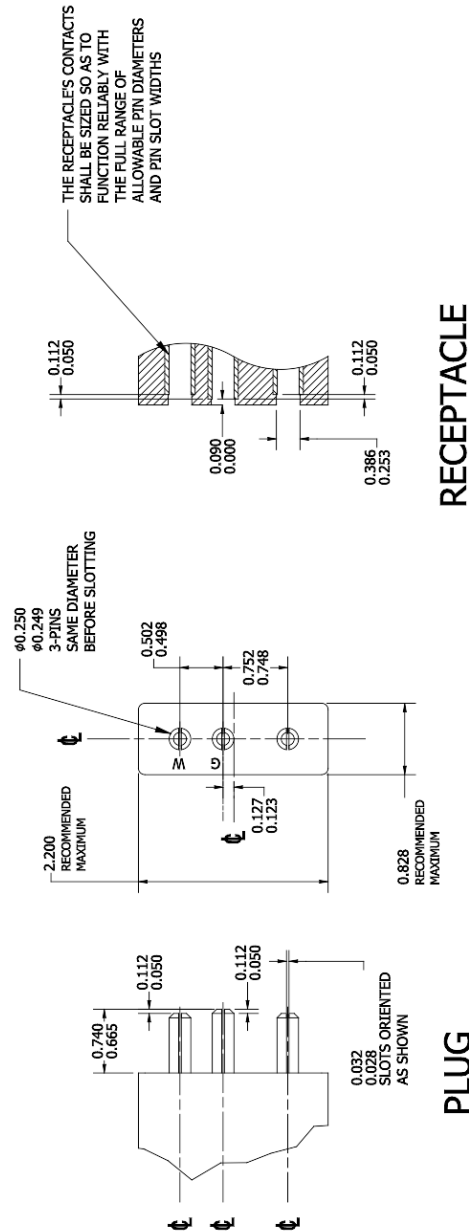 0.740
0.665
0.112
0.050
0.112
0.050
0.032
0.028
SLOTS ORIENTED
AS SHOWN
℄
℄
℄
PLUG
2.200
RECOMMENDED
MAXIMUM
℄
ø0.250
ø0.249
3-PINS
SAME DIAMETER
BEFORE SLOTTING
W
G
0.502
0.498
0.752
0.748
℄
0.127
0.123
0.828
RECOMMENDED
MAXIMUM
0.112
0.050
THE RECEPTACLE'S CONTACTS
SHALL BE SIZED SO AS TO
FUNCTION RELIABLY WITH
THE FULL RANGE OF
ALLOWABLE PIN DIAMETERS
AND PIN SLOT WIDTHS
0.090
0.000
0.112
0.050
0.386
0.253
RECEPTACLE